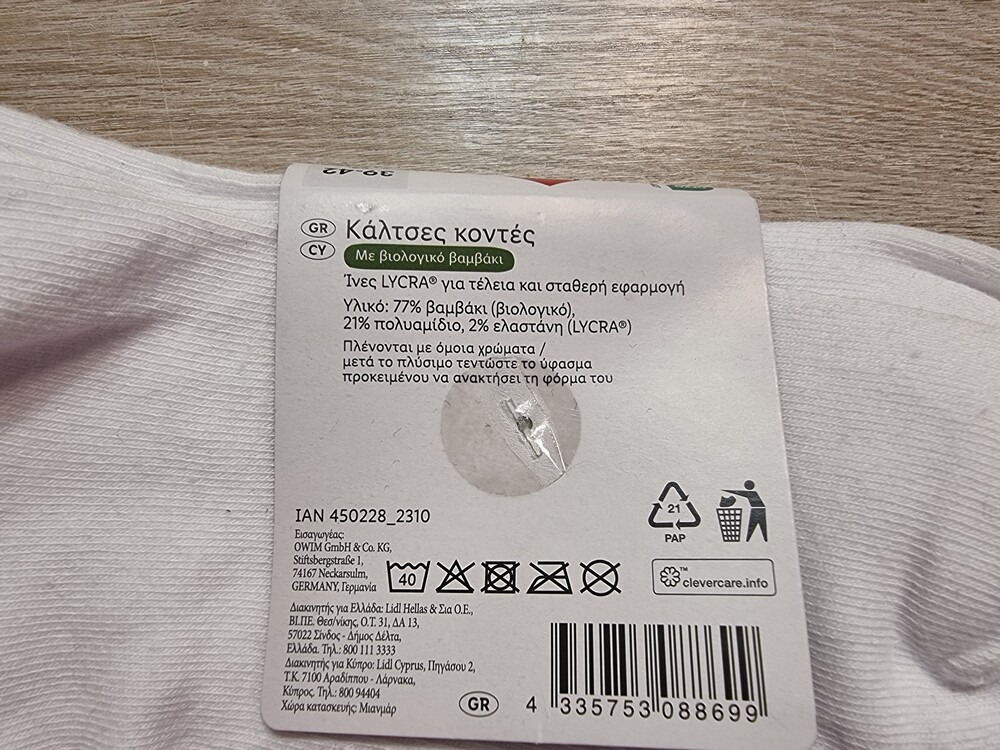 39-42
GR Κάλτσες κοντές
CY Με βιολογικό βαμβάκι
Ίνες LYCRA® για τέλεια και σταθερή εφαρμογή
Υλικό: 77% βαμβάκι (βιολογικό),
21% πολυαμίδιο, 2% ελαστάνη (LYCRA®)
Πλένονται με όμοια χρώματα /
μετά το πλύσιμο τεντώστε το ύφασμα
προκειμένου να ανακτήσει τη φόρμα του
IAN 450228_2310
Εισαγωγέας:
OWIM GmbH & Co. KG,
Stiftsbergstraße 1,
74167 Neckarsulm,
GERMANY, Γερμανία
40
21
PAP
clevercare.info™
Διακινητής για Ελλάδα: Lidl Hellas & Σια Ο.Ε.,
ΒΙ.ΠΕ. Θεσ/νίκης, Ο.Τ. 31, ΔΑ 13,
57022 Σίνδος - Δήμος Δέλτα,
Ελλάδα. Τηλ.: 800 111 3333
Διακινητής για Κύπρο: Lidl Cyprus, Πηγάσου 2,
Τ.Κ. 7100 Αραδίππου - Λάρνακα,
Κύπρος. Τηλ.: 800 94404
Χώρα κατασκευής: Μιανμάρ
GR
4 335753 088699